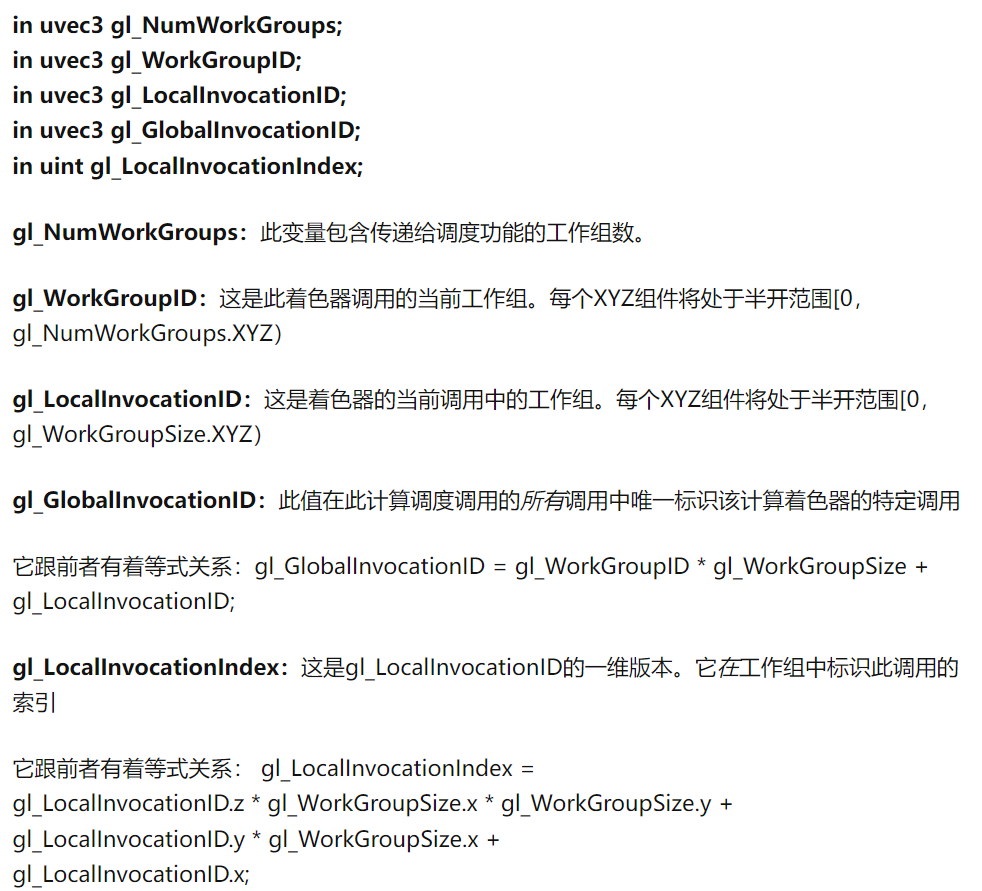 in uvec3 gl_NumWorkGroups;
in uvec3 gl_WorkGroupID;
in uvec3 gl_LocalInvocationID;
in uvec3 gl_GlobalInvocationID;
in uint gl_LocalInvocationIndex;
gl_NumWorkGroups：此变量包含传递给调度功能的工作组数。
gl_WorkGroupID：这是此着色器调用的当前工作组。每个XYZ组件将处于半开范围[0，
gl_NumWorkGroups.XYZ）
gl_LocalInvocationID：这是着色器的当前调用中的工作组。每个XYZ组件将处于半开范围[0，
gl_WorkGroupSize.XYZ）
gl_GlobalInvocationID：此值在此计算调度调用的所有调用中唯一标识该计算着色器的特定调用
它跟前者有着等式关系：gl_GlobalInvocationID = gl_WorkGroupID * gl_WorkGroupSize +
gl_LocalInvocationID;
gl_LocalInvocationIndex：这是gl_LocalInvocationID的一维版本。它在工作组中标识此调用的
索引
它跟前者有着等式关系： gl_LocalInvocationIndex =
gl_LocalInvocationID.z * gl_WorkGroupSize.x * gl_WorkGroupSize.y +
gl_LocalInvocationID.y * gl_WorkGroupSize.x +
gl_LocalInvocationID.x;